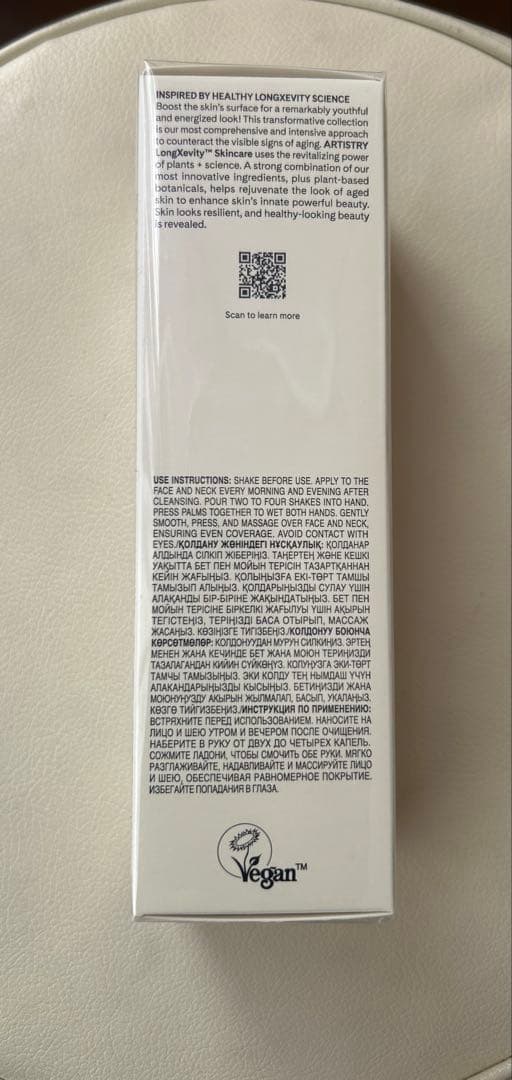 INSPIRED BY HEALTHY LONGXEVITY SCIENCE
Boost the skin's surface for a remarkably youthful
and energized look! This transformative collection
is our most comprehensive and intensive approach
to counteract the visible signs of aging. ARTISTRY
LongXevity™ Skincare uses the revitalizing power
of plants + science. A strong combination of our
most innovative ingredients, plus plant-based
botanicals, helps rejuvenate the look of aged
skin to enhance skin's innate powerful beauty.
Skin looks resilient, and healthy-looking beauty
is revealed.
Scan to learn more
USE INSTRUCTIONS: SHAKE BEFORE USE. APPLY TO THE
FACE AND NECK EVERY MORNING AND EVENING AFTER
CLEANSING. POUR TWO TO FOUR SHAKES INTO HAND.
PRESS PALMS TOGETHER TO WET BOTH HANDS. GENTLY
SMOOTH, PRESS, AND MASSAGE OVER FACE AND NECK,
ENSURING EVEN COVERAGE. AVOID CONTACT WITH
EYES./ҚОЛДАНУ ЖӨНІНДЕГІ НҰСҚАУЛЫҚ: ҚОЛДАНАР
АЛДЫНДА СІЛКІП ЖІБЕРІҢІЗ. ТАҢЕРТЕҢ ЖӘНЕ КЕШКІ
УАҚЫТТА БЕТ ПЕН МОЙЫН ТЕРІСІН ТАЗАРТҚАННАН
КЕЙІН ЖАҒЫҢЫЗ. ҚОЛЫҢЫЗҒА ЕКІ-ТӨРТ ТАМШЫ
ТАМЫЗЫП АЛЫҢЫЗ. ҚОЛДАРЫҢЫЗДЫ СУЛАУ ҮШІН
АЛАҚАНДЫ БІР-БІРІНЕ ЖАҚЫНДАТЫҢЫЗ. БЕТ ПЕН
МОЙЫН ТЕРІСІНЕ БІРКЕЛКІ ЖАҒЫЛУЫ ҮШІН АҚЫРЫН
ТЕГІСТЕҢІЗ, ТЕРІҢІЗДІ БАСА ОТЫРЫП, МАССАЖ
ЖАСАҢЫЗ. КӨЗІҢІЗГЕ ТИГІЗБЕҢІЗ./КОЛДОНУУ БОЮНЧА
КӨРСӨТМӨЛӨР: КОЛДОНУУДАН МУРУН СИЛКИҢИЗ. ЭРТЕҢ
МЕНЕН ЖАНА КЕЧИНДЕ БЕТ ЖАНА МОЮН ТЕРИҢИЗДИ
ТАЗАЛАГАНДАН КИЙИН СҮЙКӨҢҮЗ. КОЛУҢУЗГА ЭКИ-ТӨРТ
ТАМЧЫ ТАМЫЗЫҢЫЗ. ЭКИ КОЛДУ ТЕҢ НЫМДАШ ҮЧҮН
АЛАКАНДАРЫҢЫЗДЫ КЫСЫҢЫЗ. БЕТИҢИЗДИ ЖАНА
МОЮНУҢУЗДУ АКЫРЫН ЖЫЛМАЛАП, БАСЫП, УКАЛАҢЫЗ.
КӨЗГӨ ТИЙГИЗБЕҢИЗ./ИНСТРУКЦИЯ ПО ПРИМЕНЕНИЮ:
ВСТРЯХНИТЕ ПЕРЕД ИСПОЛЬЗОВАНИЕМ. НАНОСИТЕ НА
ЛИЦО И ШЕЮ УТРОМ И ВЕЧЕРОМ ПОСЛЕ ОЧИЩЕНИЯ.
НАБЕРИТЕ В РУКУ ОТ ДВУХ ДО ЧЕТЫРЕХ КАПЕЛЬ.
СОЖМИТЕ ЛАДОНИ, ЧТОБЫ СМОЧИТЬ ОБЕ РУКИ. МЯГКО
РАЗГЛАЖИВАЙТЕ, НАДАВЛИВАЙТЕ И МАССИРУЙТЕ ЛИЦО
И ШЕЮ, ОБЕСПЕЧИВАЯ РАВНОМЕРНОЕ ПОКРЫТИЕ.
ИЗБЕГАЙТЕ ПОПАДАНИЯ В ГЛАЗА.
Vegan™